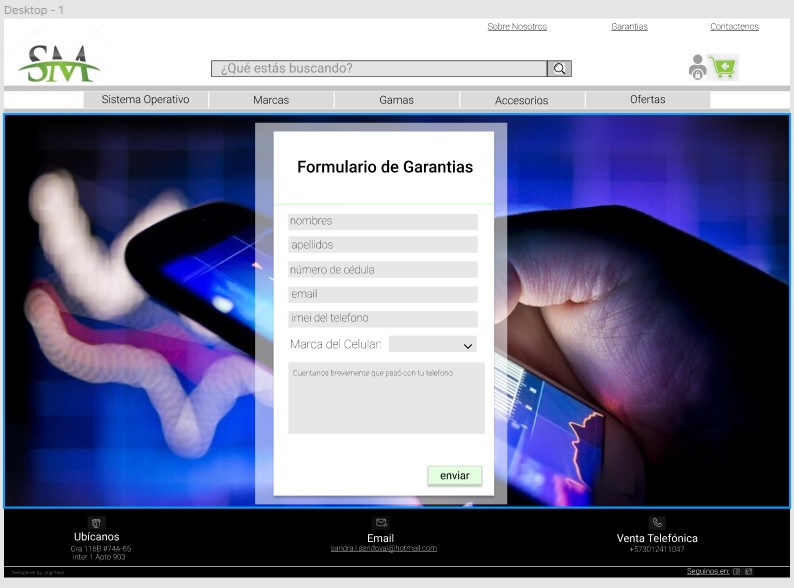 Desktop - 1
Sobre Nosotros
Garantias
Contactenos
SM
¿Qué estás buscando?
Sistema Operativo
Marcas
Gamas
Accesorios
Ofertas
Formulario de Garantias
nombres
apellidos
número de cédula
email
imei del telefono
Marca del Celular:
Cuentanos brevemente que pasó con tu telefono
enviar
Ubícanos
Cra 116B #74A-65
Inter 1 Apto 903
Email
sandra.i.sandoval@hotmail.com
Venta Telefónica
+573012411047
Seguinos en: